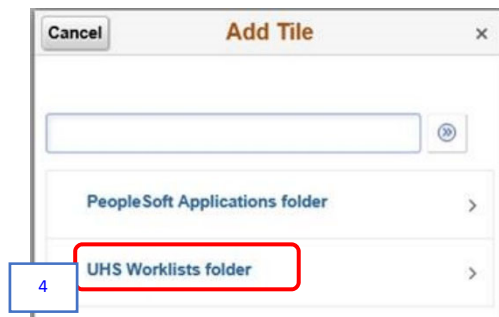 Cancel Add Tile ×
PeopleSoft Applications folder >
UHS Worklists folder >
4